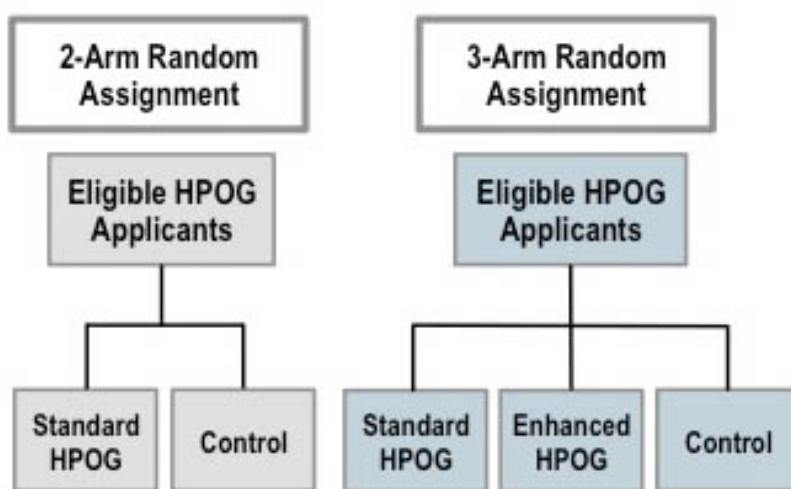 2-Arm Random
Assignment
3-Arm Random
Assignment
Eligible HPOG
Applicants
Eligible HPOG
Applicants
Standard
HPOG
Control
Standard
HPOG
Enhanced
HPOG
Control